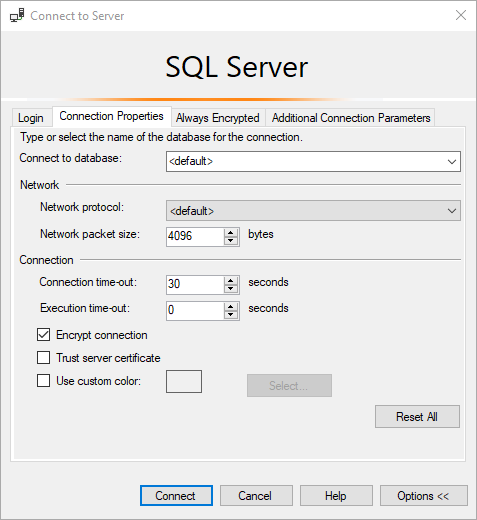 Connect to Server
SQL Server
Login Connection Properties Always Encrypted Additional Connection Parameters
Type or select the name of the database for the connection.
Connect to database: <default>
Network
Network protocol: <default>
Network packet size: 4096 bytes
Connection
Connection time-out: 30 seconds
Execution time-out: 0 seconds
Encrypt connection
Trust server certificate
Use custom color: Select...
Reset All
Connect Cancel Help Options <<